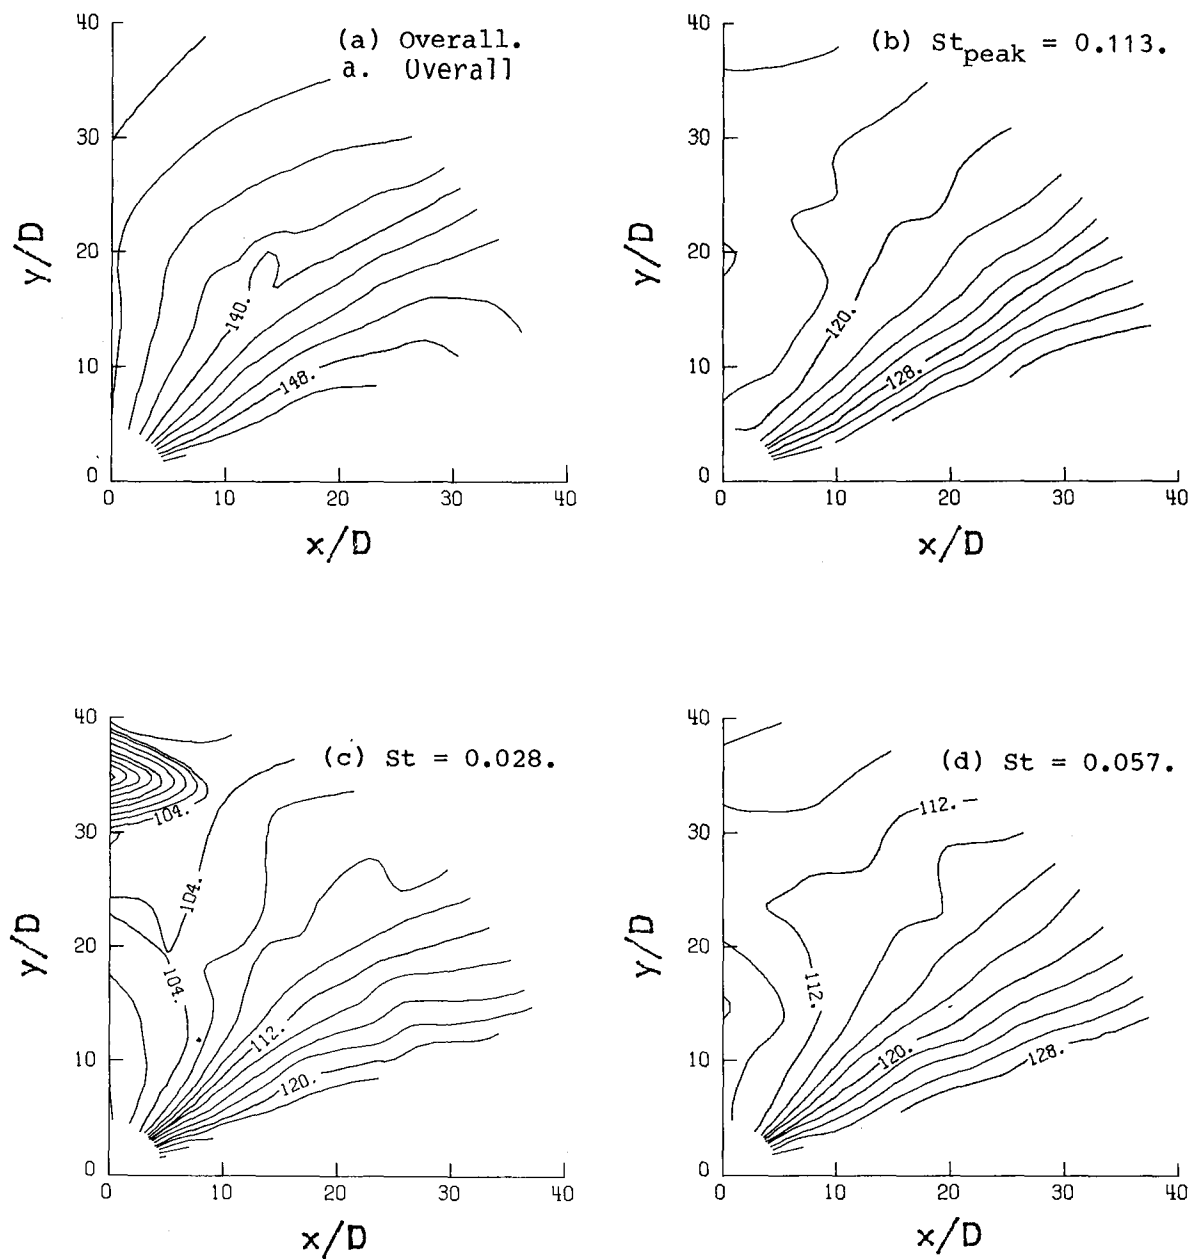 (a) Overall.
a. Overall
40
30
20
10
0
y/D
140.
148.
0 10 20 30 40
x/D
(b) St_peak = 0.113.
40
30
20
10
0
y/D
120.
128.
0 10 20 30 40
x/D
(c) St = 0.028.
40
30
20
10
0
y/D
104.
104.
104.
112.
120.
0 10 20 30 40
x/D
(d) St = 0.057.
40
30
20
10
0
y/D
112.
112.
120.
128.
0 10 20 30 40
x/D